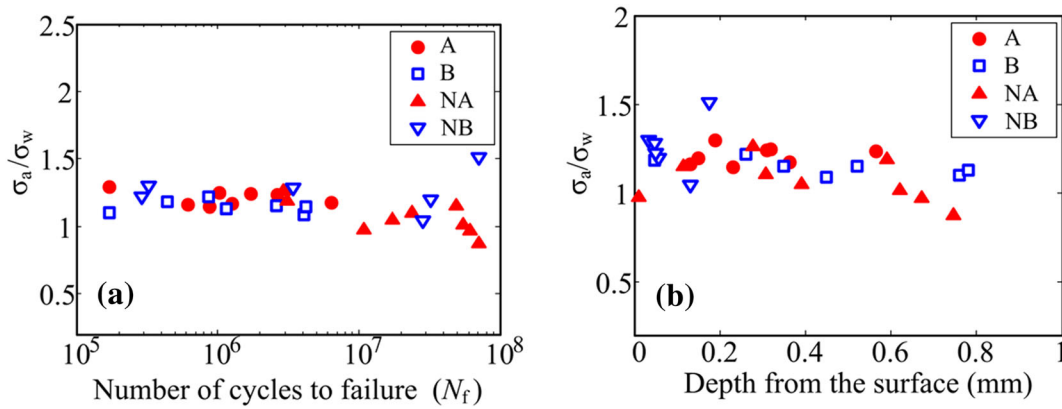 2.5
2
1.5
1
0.5
σa/σw
A
B
NA
NB
(a)
10^5
10^6
10^7
10^8
Number of cycles to failure (Nf)
2
1.5
1
0.5
σa/σw
A
B
NA
NB
(b)
0
0.2
0.4
0.6
0.8
1
Depth from the surface (mm)